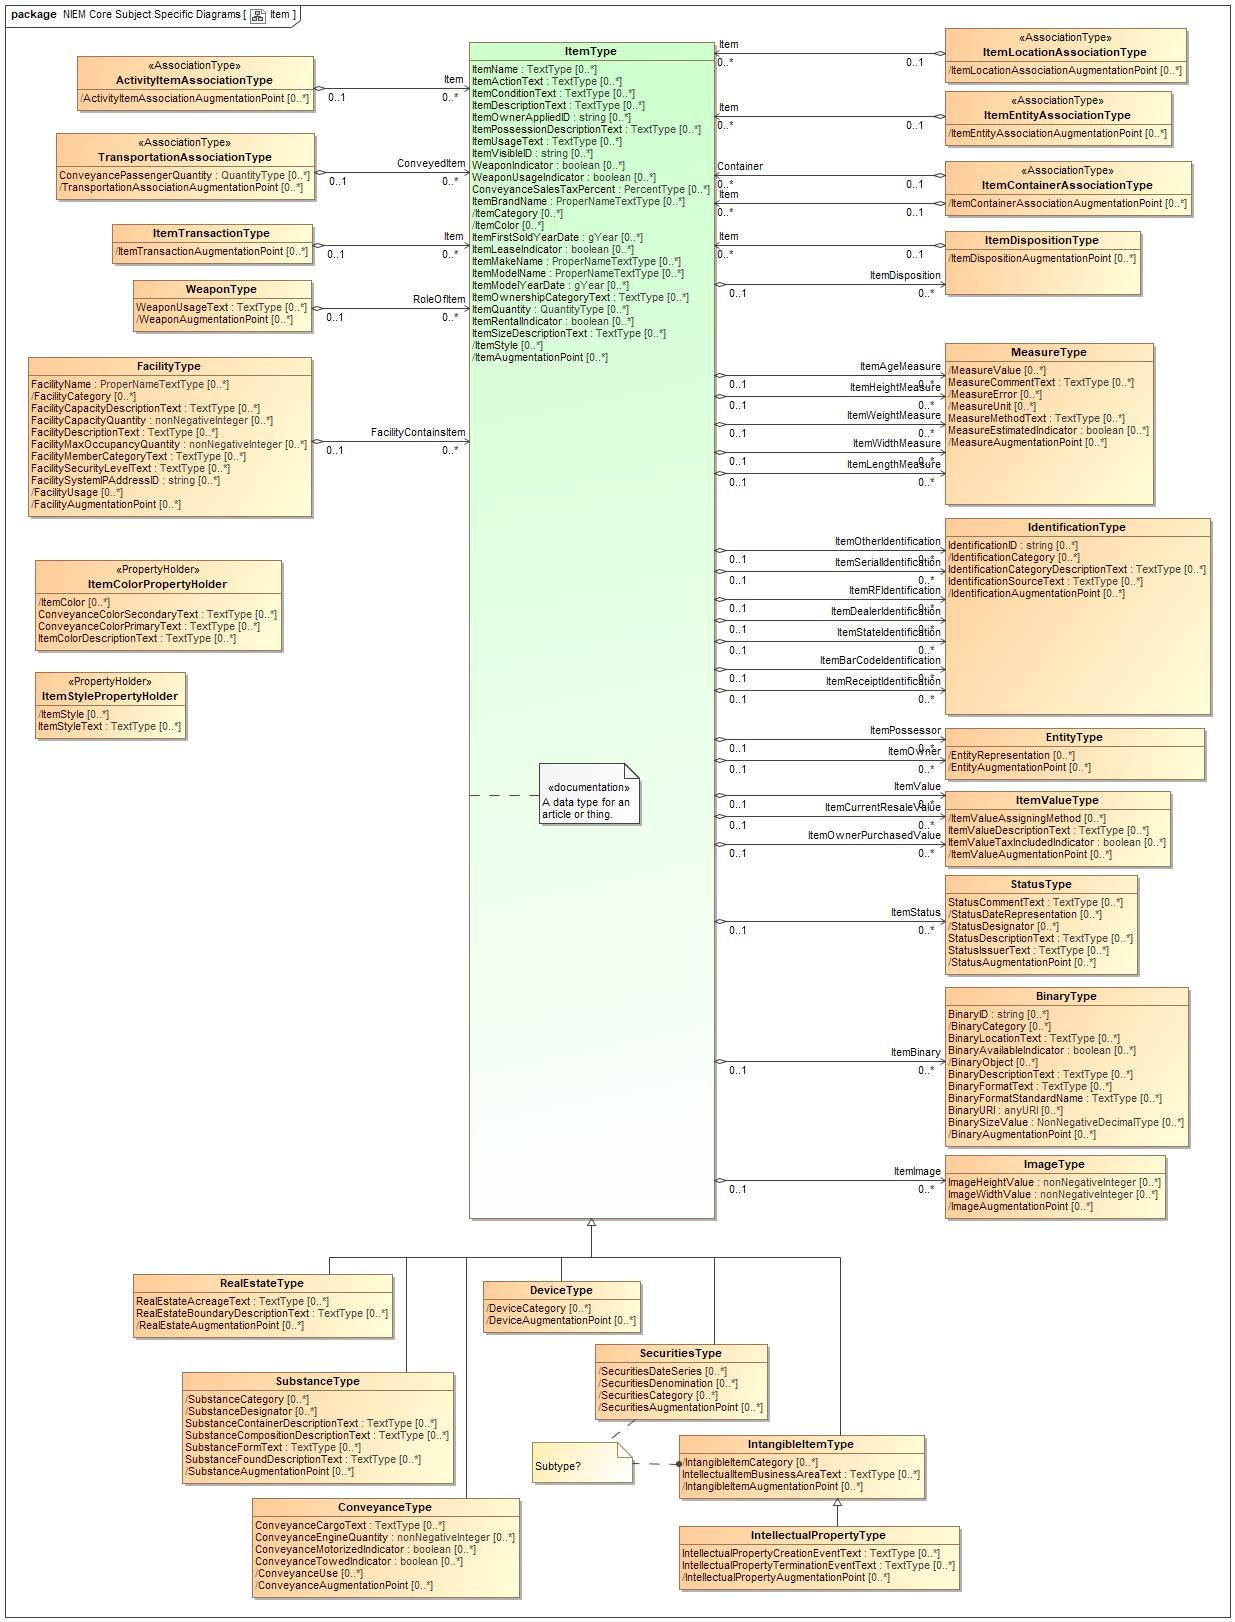 package NIEM Core Subject Specific Diagrams [ Item ]
«AssociationType»
ActivityItemAssociationType
/ActivityItemAssociationAugmentationPoint [0..*]
Item
0..1
0..*
«AssociationType»
TransportationAssociationType
ConveyancePassengerQuantity : QuantityType [0..*]
/TransportationAssociationAugmentationPoint [0..*]
ConveyedItem
0..1
0..*
ItemTransactionType
/ItemTransactionAugmentationPoint [0..*]
Item
0..1
0..*
WeaponType
WeaponUsageText : TextType [0..*]
/WeaponAugmentationPoint [0..*]
RoleOfItem
0..1
0..*
FacilityType
FacilityName : ProperNameTextType [0..*]
/FacilityCategory [0..*]
FacilityCapacityDescriptionText : TextType [0..*]
FacilityCapacityQuantity : nonNegativeInteger [0..*]
FacilityDescriptionText : TextType [0..*]
FacilityMaxOccupancyQuantity : nonNegativeInteger [0..*]
FacilityMemberCategoryText : TextType [0..*]
FacilitySecurityLevelText : TextType [0..*]
FacilitySystemIPAddressID : string [0..*]
/FacilityUsage [0..*]
/FacilityAugmentationPoint [0..*]
FacilityContainsItem
0..1
0..*
«PropertyHolder»
ItemColorPropertyHolder
/ItemColor [0..*]
ConveyanceColorSecondaryText : TextType [0..*]
ConveyanceColorPrimaryText : TextType [0..*]
ItemColorDescriptionText : TextType [0..*]
«PropertyHolder»
ItemStylePropertyHolder
/ItemStyle [0..*]
ItemStyleText : TextType [0..*]
ItemType
ItemName : TextType [0..*]
ItemActionText : TextType [0..*]
ItemConditionText : TextType [0..*]
ItemDescriptionText : TextType [0..*]
ItemOwnerAppliedID : string [0..*]
ItemPossessionDescriptionText : TextType [0..*]
ItemUsageText : TextType [0..*]
ItemVisibleID : string [0..*]
WeaponIndicator : boolean [0..*]
WeaponUsageIndicator : boolean [0..*]
ConveyanceSalesTaxPercent : PercentType [0..*]
ItemBrandName : ProperNameTextType [0..*]
/ItemCategory [0..*]
/ItemColor [0..*]
ItemFirstSoldYearDate : gYear [0..*]
ItemLeaseIndicator : boolean [0..*]
ItemMakeName : ProperNameTextType [0..*]
ItemModelName : ProperNameTextType [0..*]
ItemModelYearDate : gYear [0..*]
ItemOwnershipCategoryText : TextType [0..*]
ItemQuantity : QuantityType [0..*]
ItemRentalIndicator : boolean [0..*]
ItemSizeDescriptionText : TextType [0..*]
/ItemStyle [0..*]
/ItemAugmentationPoint [0..*]
«documentation»
A data type for an
article or thing.
Item
0..*
0..1
«AssociationType»
ItemLocationAssociationType
/ItemLocationAssociationAugmentationPoint [0..*]
Item
0..*
0..1
«AssociationType»
ItemEntityAssociationType
/ItemEntityAssociationAugmentationPoint [0..*]
Container
0..*
0..1
Item
0..*
0..1
«AssociationType»
ItemContainerAssociationType
/ItemContainerAssociationAugmentationPoint [0..*]
Item
0..*
0..1
ItemDisposition
0..1
0..*
ItemDispositionType
/ItemDispositionAugmentationPoint [0..*]
ItemAgeMeasure
0..1
0..*
ItemHeightMeasure
0..1
0..*
ItemWeightMeasure
0..1
0..*
ItemWidthMeasure
0..1
0..*
ItemLengthMeasure
0..1
0..*
MeasureType
/MeasureValue [0..*]
MeasureCommentText : TextType [0..*]
/MeasureError [0..*]
/MeasureUnit [0..*]
MeasureMethodText : TextType [0..*]
MeasureEstimatedIndicator : boolean [0..*]
/MeasureAugmentationPoint [0..*]
ItemOtherIdentification
0..1
0..*
ItemSerialIdentification
0..1
0..*
ItemRFIdentification
0..1
0..*
ItemDealerIdentification
0..1
0..*
ItemStateIdentification
0..1
0..*
ItemBarCodeIdentification
0..1
0..*
ItemReceiptIdentification
0..1
0..*
IdentificationType
IdentificationID : string [0..*]
/IdentificationCategory [0..*]
IdentificationCategoryDescriptionText : TextType [0..*]
IdentificationSourceText : TextType [0..*]
/IdentificationAugmentationPoint [0..*]
ItemPossessor
0..1
0..*
ItemOwner
0..1
0..*
EntityType
/EntityRepresentation [0..*]
/EntityAugmentationPoint [0..*]
ItemValue
0..1
0..*
ItemCurrentResaleValue
0..1
0..*
ItemOwnerPurchasedValue
0..1
0..*
ItemValueType
/ItemValueAssigningMethod [0..*]
ItemValueDescriptionText : TextType [0..*]
ItemValueTaxIncludedIndicator : boolean [0..*]
/ItemValueAugmentationPoint [0..*]
ItemStatus
0..1
0..*
StatusType
StatusCommentText : TextType [0..*]
/StatusDateRepresentation [0..*]
/StatusDesignator [0..*]
StatusDescriptionText : TextType [0..*]
StatusIssuerText : TextType [0..*]
/StatusAugmentationPoint [0..*]
ItemBinary
0..1
0..*
BinaryType
BinaryID : string [0..*]
/BinaryCategory [0..*]
BinaryLocationText : TextType [0..*]
BinaryAvailableIndicator : boolean [0..*]
/BinaryObject [0..*]
BinaryDescriptionText : TextType [0..*]
BinaryFormatText : TextType [0..*]
BinaryFormatStandardName : TextType [0..*]
BinaryURI : anyURI [0..*]
BinarySizeValue : NonNegativeDecimalType [0..*]
/BinaryAugmentationPoint [0..*]
ItemImage
0..1
0..*
ImageType
ImageHeightValue : nonNegativeInteger [0..*]
ImageWidthValue : nonNegativeInteger [0..*]
/ImageAugmentationPoint [0..*]
RealEstateType
RealEstateAcreageText : TextType [0..*]
RealEstateBoundaryDescriptionText : TextType [0..*]
/RealEstateAugmentationPoint [0..*]
DeviceType
/DeviceCategory [0..*]
/DeviceAugmentationPoint [0..*]
SecuritiesType
/SecuritiesDateSeries [0..*]
/SecuritiesDenomination [0..*]
/SecuritiesCategory [0..*]
/SecuritiesAugmentationPoint [0..*]
SubstanceType
/SubstanceCategory [0..*]
/SubstanceDesignator [0..*]
SubstanceContainerDescriptionText : TextType [0..*]
SubstanceCompositionDescriptionText : TextType [0..*]
SubstanceFormText : TextType [0..*]
SubstanceFoundDescriptionText : TextType [0..*]
/SubstanceAugmentationPoint [0..*]
Subtype?
IntangibleItemType
/IntangibleItemCategory [0..*]
IntellectualItemBusinessAreaText : TextType [0..*]
/IntangibleItemAugmentationPoint [0..*]
ConveyanceType
ConveyanceCargoText : TextType [0..*]
ConveyanceEngineQuantity : nonNegativeInteger [0..*]
ConveyanceMotorizedIndicator : boolean [0..*]
ConveyanceTowedIndicator : boolean [0..*]
/ConveyanceUse [0..*]
/ConveyanceAugmentationPoint [0..*]
IntellectualPropertyType
IntellectualPropertyCreationEventText : TextType [0..*]
IntellectualPropertyTerminationEventText : TextType [0..*]
/IntellectualPropertyAugmentationPoint [0..*]